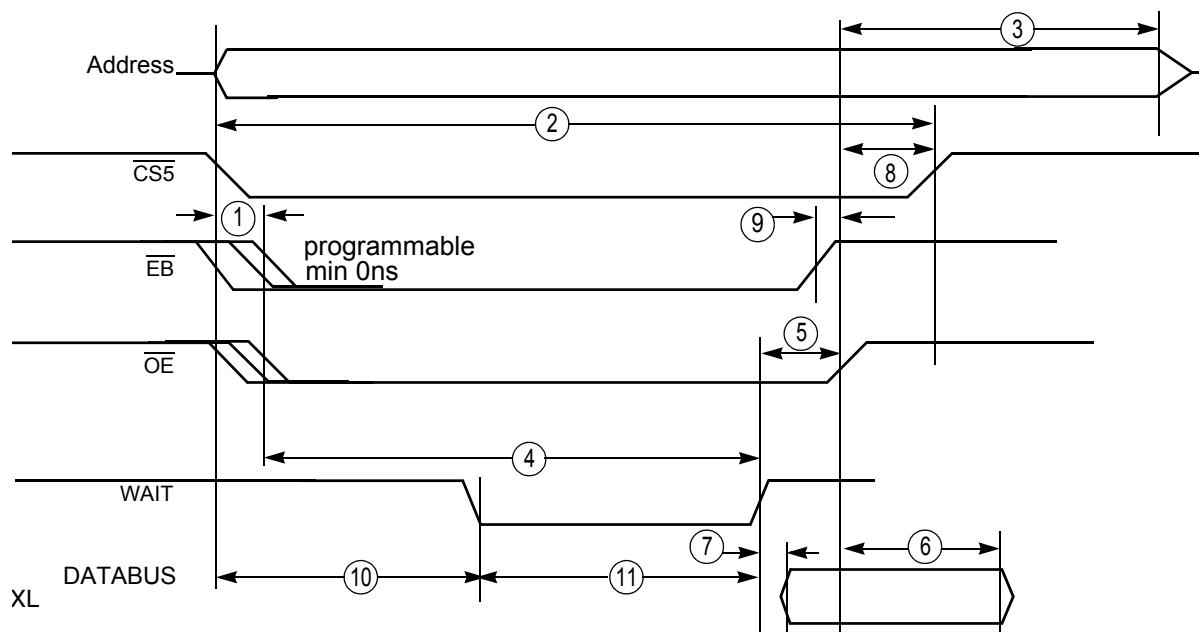 3
Address
2
CS5
8
1
9
programmable
min 0ns
EB
5
OE
4
WAIT
7
6
DATABUS
10
11
XL